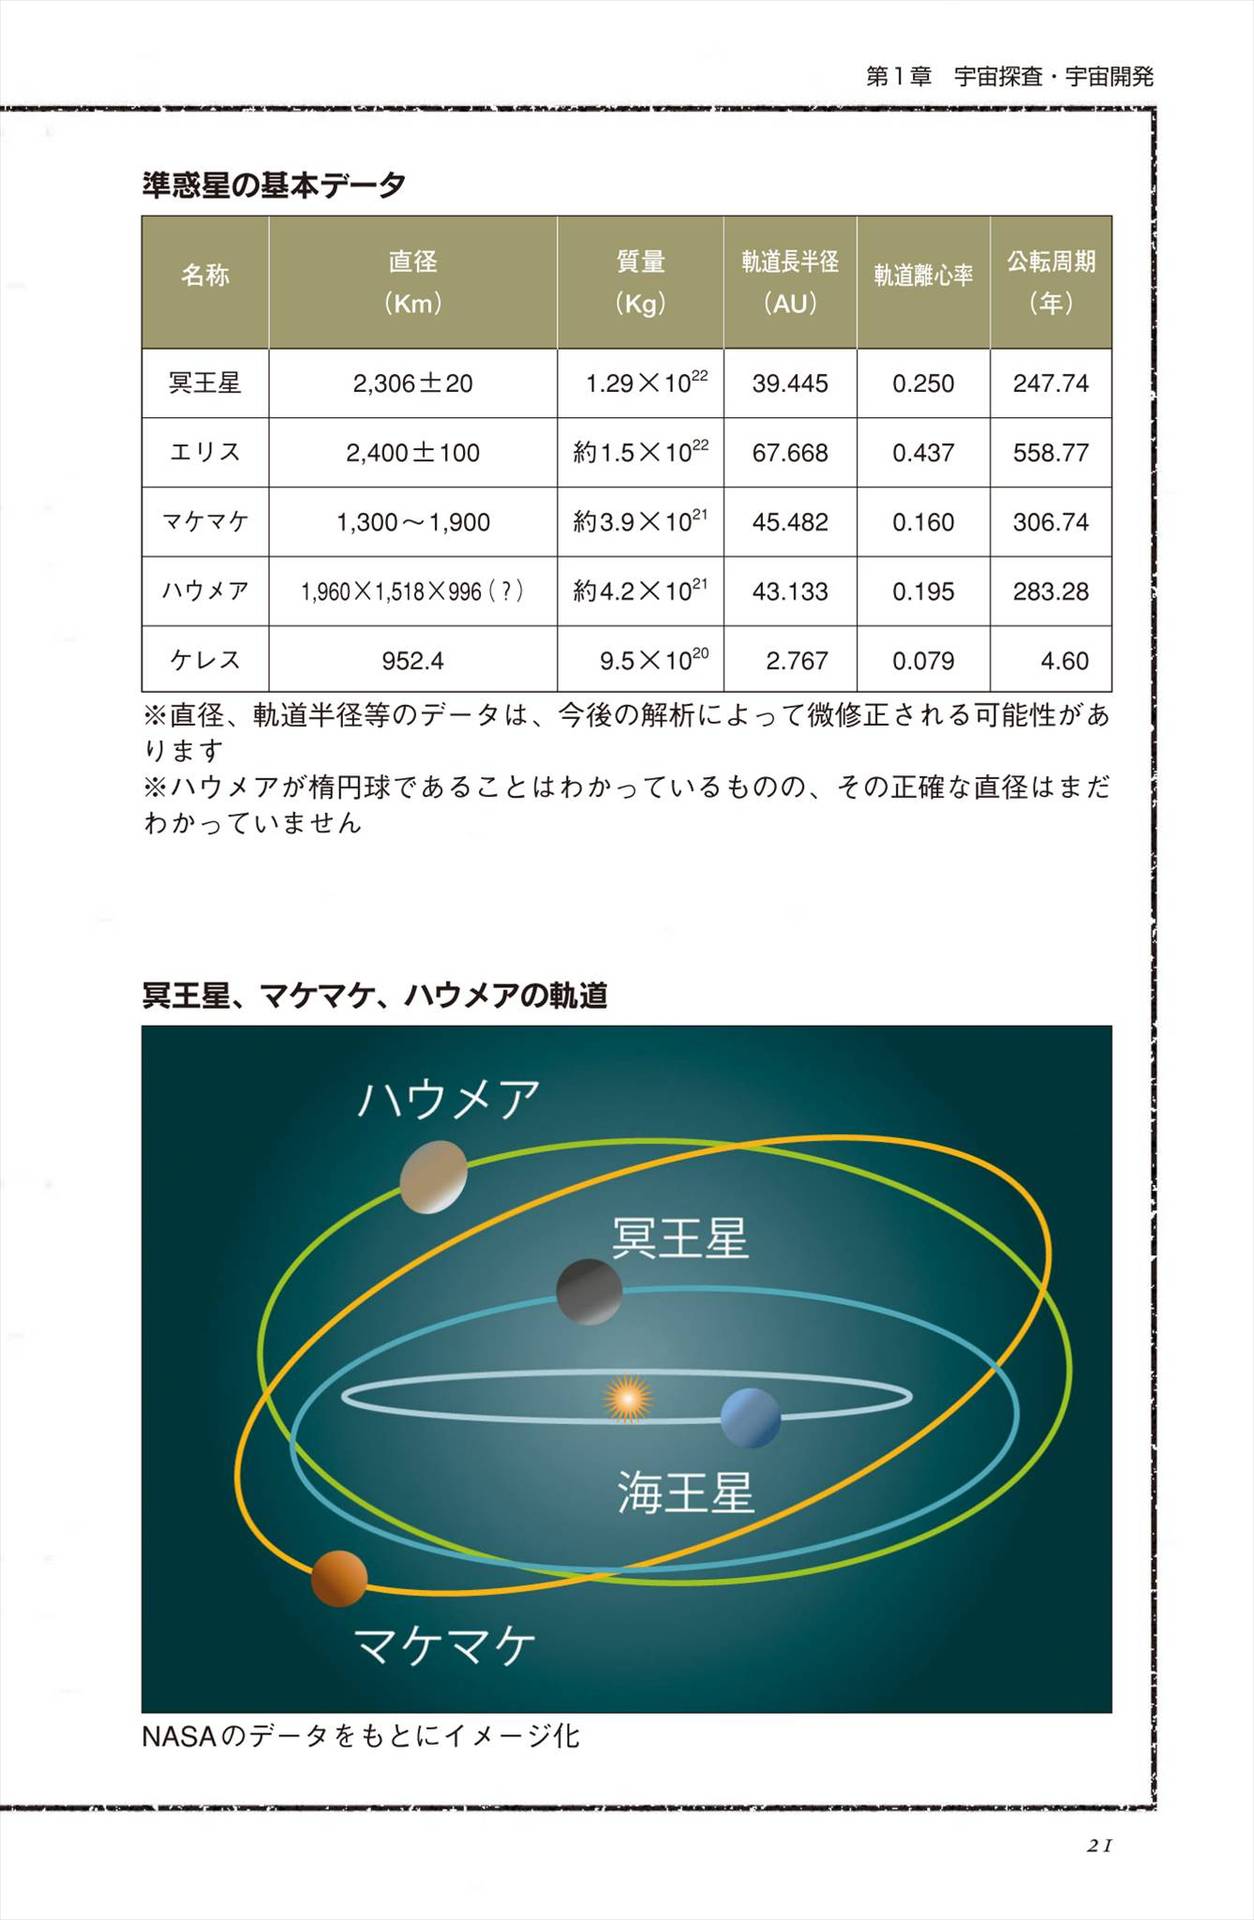 第1章　宇宙探査・宇宙開発
準惑星の基本データ
名称 直径（Km） 質量（Kg） 軌道長半径（AU） 軌道離心率 公転周期（年）
冥王星 2,306±20 1.29×10²² 39.445 0.250 247.74
エリス 2,400±100 約1.5×10²² 67.668 0.437 558.77
マケマケ 1,300～1,900 約3.9×10²¹ 45.482 0.160 306.74
ハウメア 1,960×1,518×996（？） 約4.2×10²¹ 43.133 0.195 283.28
ケレス 952.4 9.5×10²⁰ 2.767 0.079 4.60
※直径、軌道半径等のデータは、今後の解析によって微修正される可能性があ
ります
※ハウメアが楕円球であることはわかっているものの、その正確な直径はまだ
わかっていません
冥王星、マケマケ、ハウメアの軌道
ハウメア
冥王星
海王星
マケマケ
NASAのデータをもとにイメージ化
21